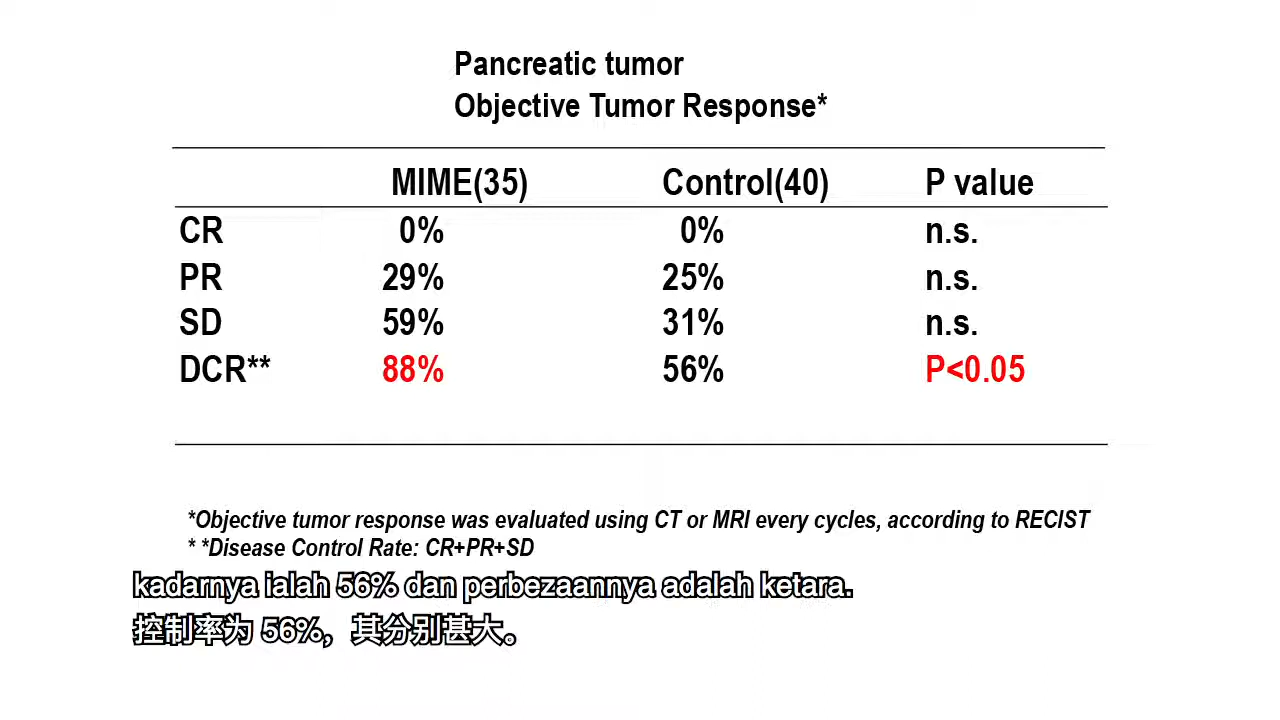 Pancreatic tumor
Objective Tumor Response*
MIME(35) Control(40) P value
CR 0% 0% n.s.
PR 29% 25% n.s.
SD 59% 31% n.s.
DCR** 88% 56% P<0.05
*Objective tumor response was evaluated using CT or MRI every cycles, according to RECIST
* *Disease Control Rate: CR+PR+SD
kadarnya ialah 56% dan perbezaannya adalah ketara.
控制率为 56%，其分别甚大。